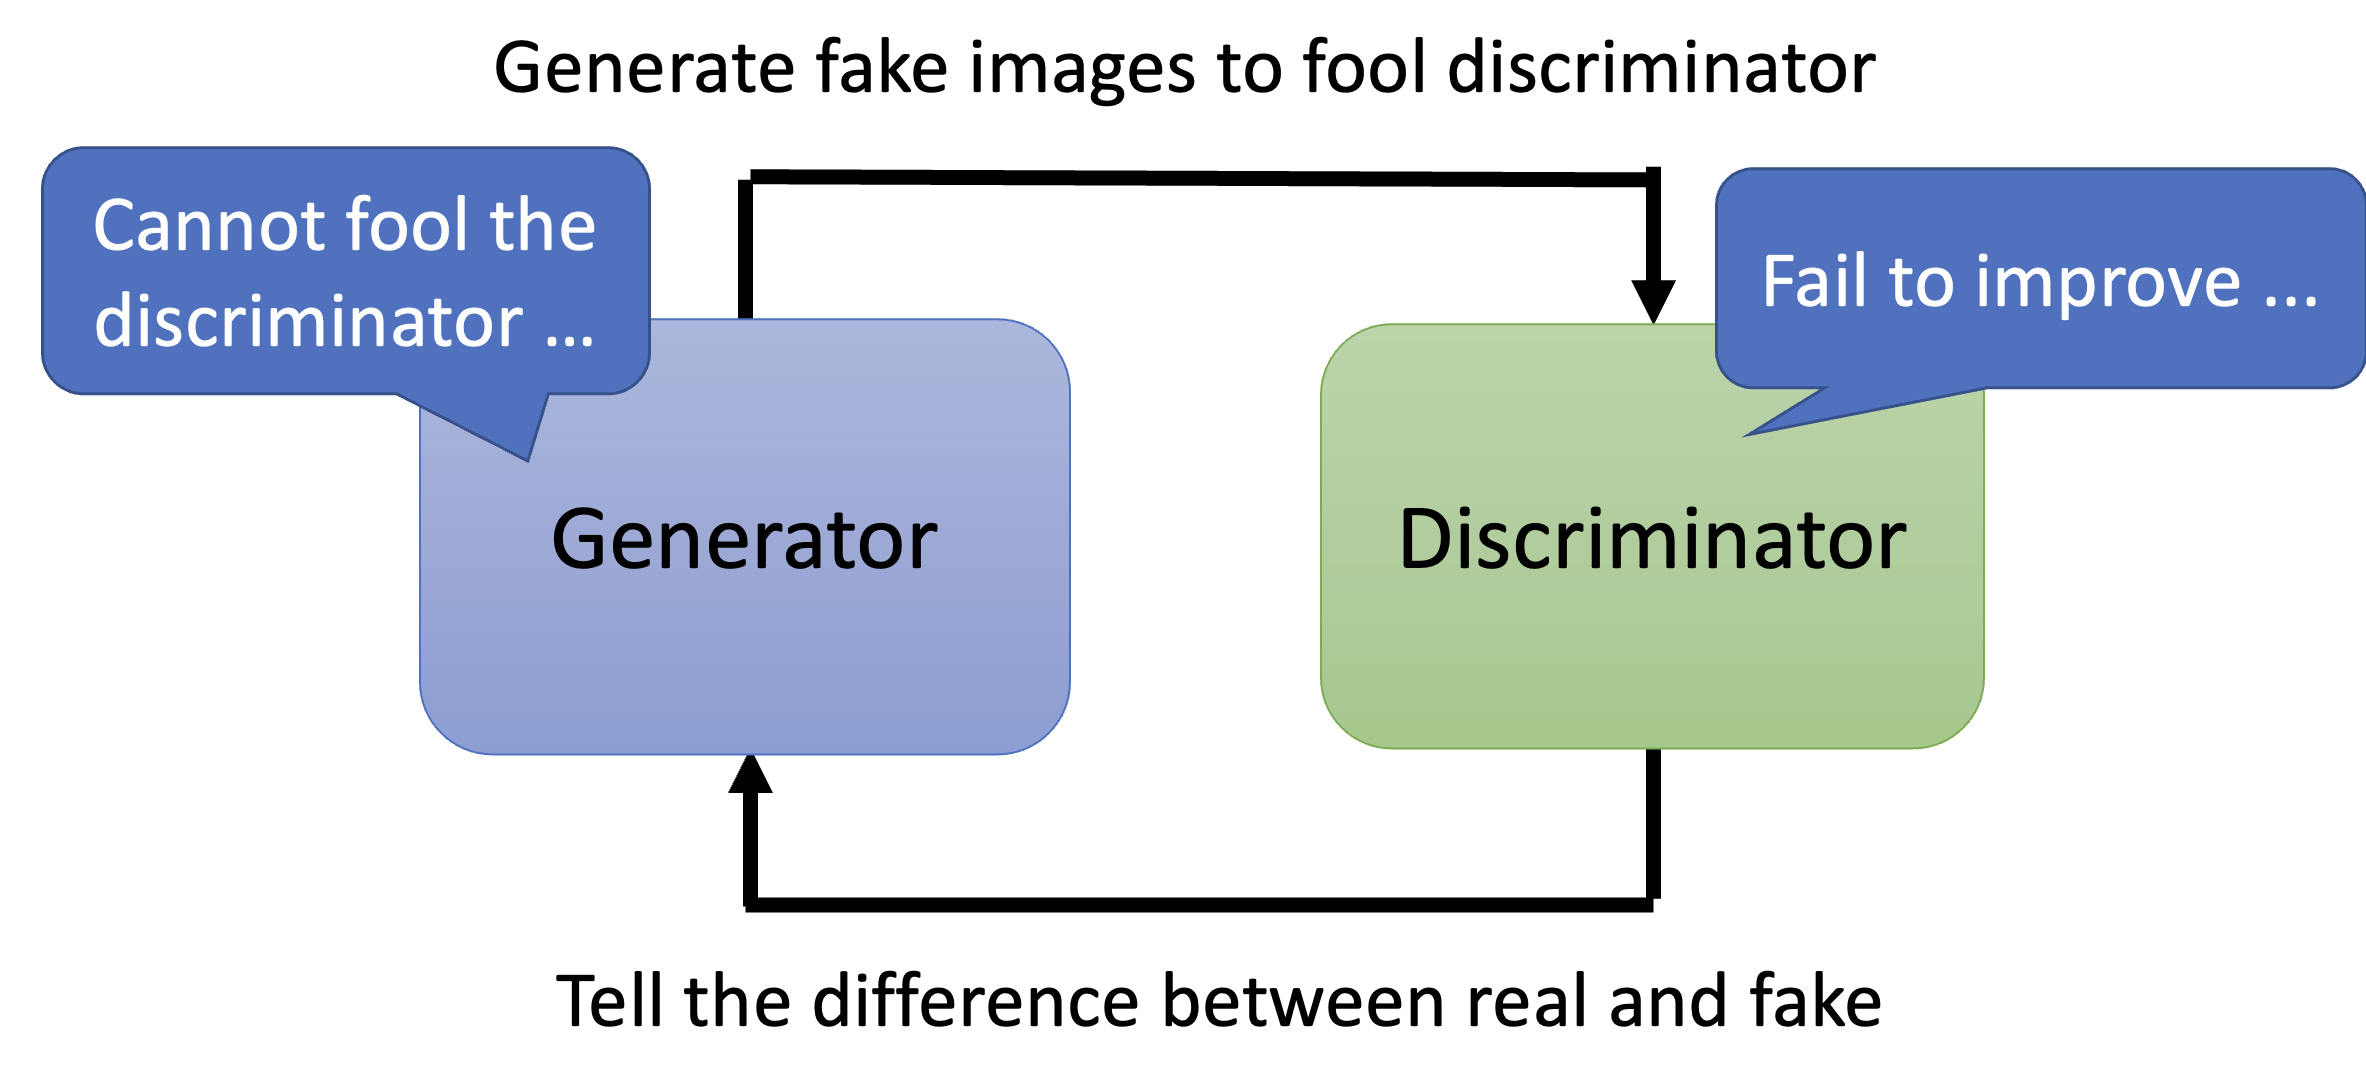 Generate fake images to fool discriminator
Cannot fool the
discriminator ...
Fail to improve ...
Generator
Discriminator
Tell the difference between real and fake